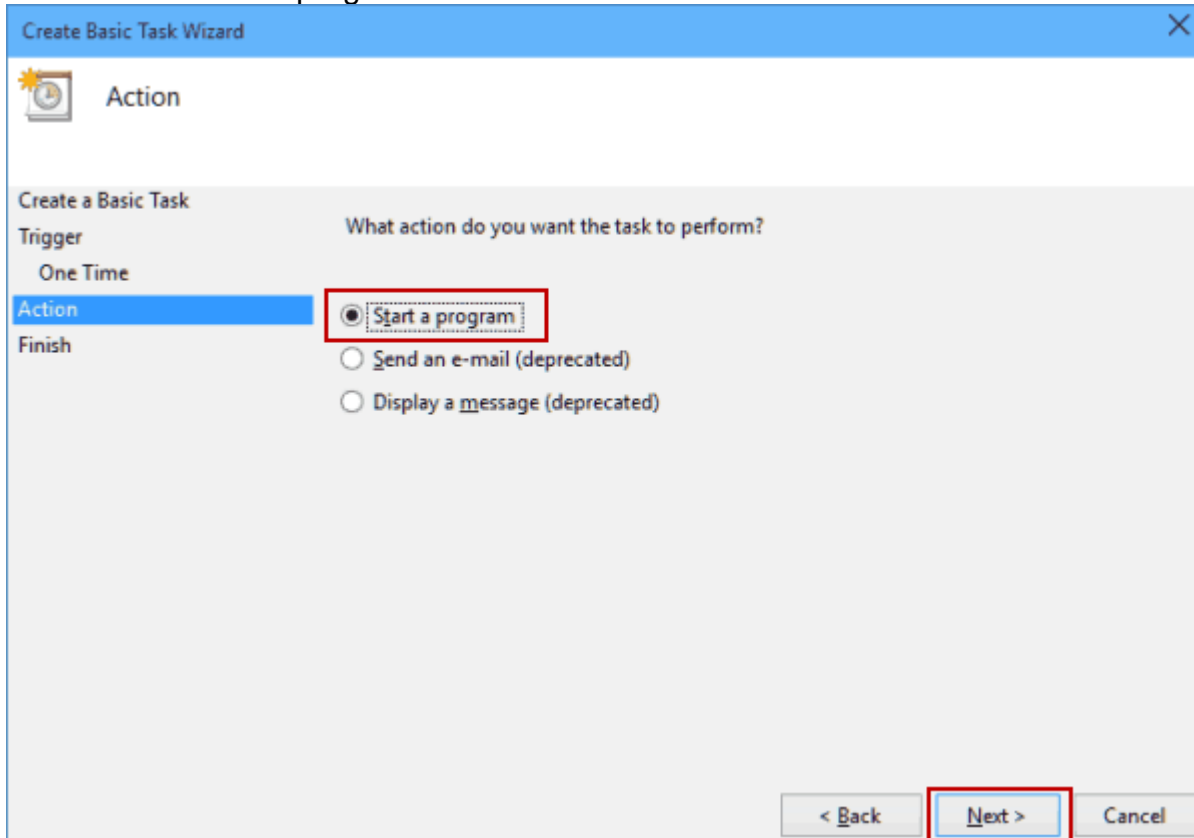 Create Basic Task Wizard
Action
Create a Basic Task
Trigger
One Time
Action
Finish
What action do you want the task to perform?
Start a program
Send an e-mail (deprecated)
Display a message (deprecated)
< Back
Next >
Cancel